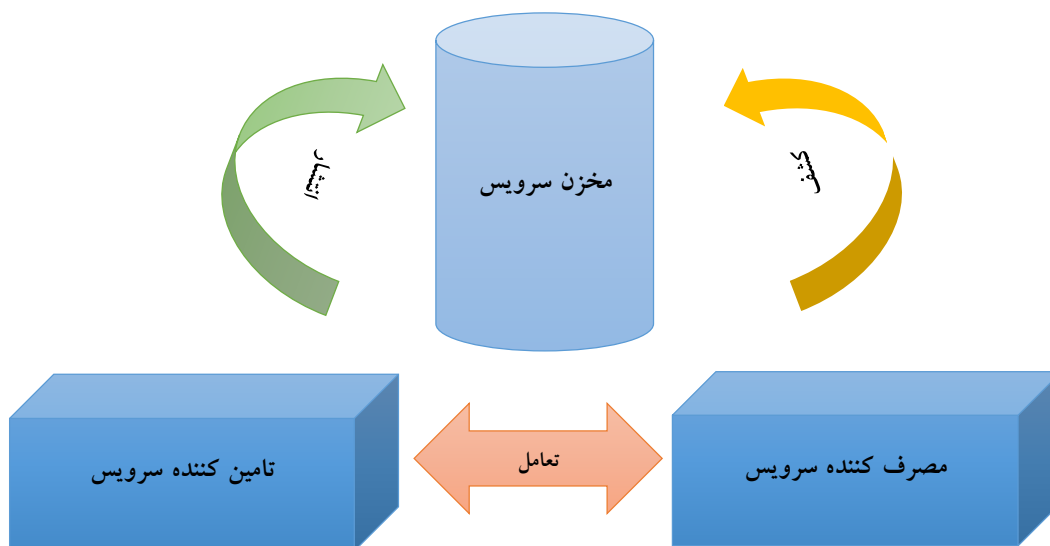 مخزن سرویس
کشف
انتشار
مصرف کننده سرویس
تعامل
تامین کننده سرویس